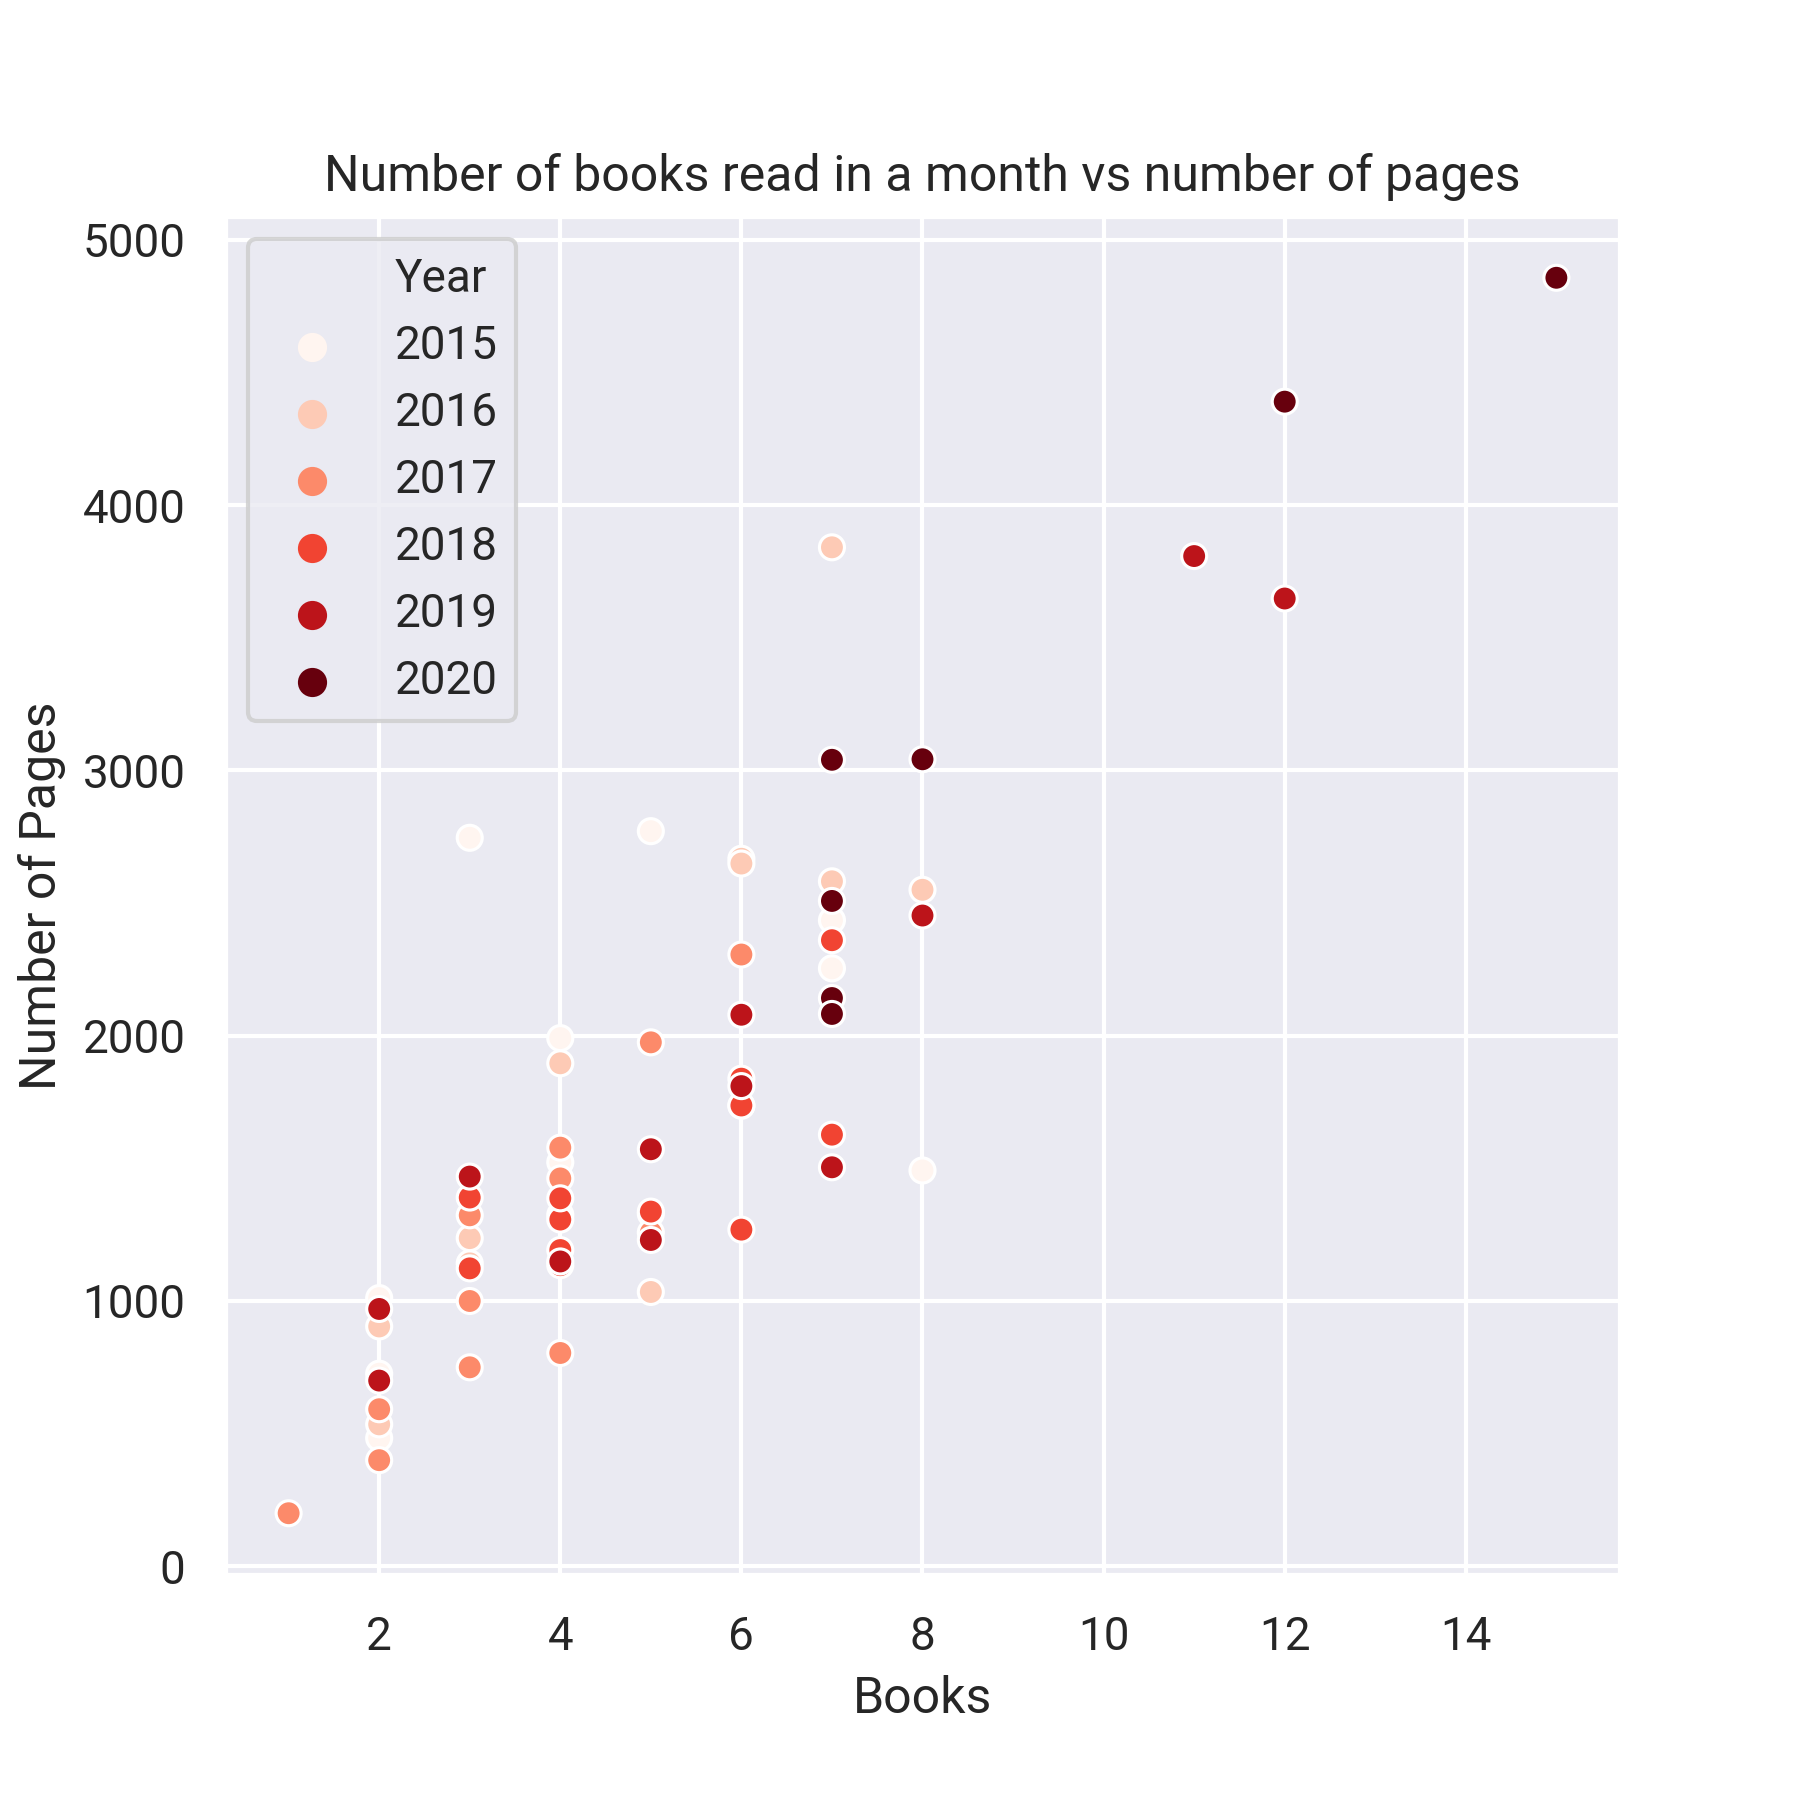 Number of books read in a month vs number of pages
5000
4000
3000
2000
1000
0
Number of Pages
Year
2015
2016
2017
2018
2019
2020
2 4 6 8 10 12 14
Books